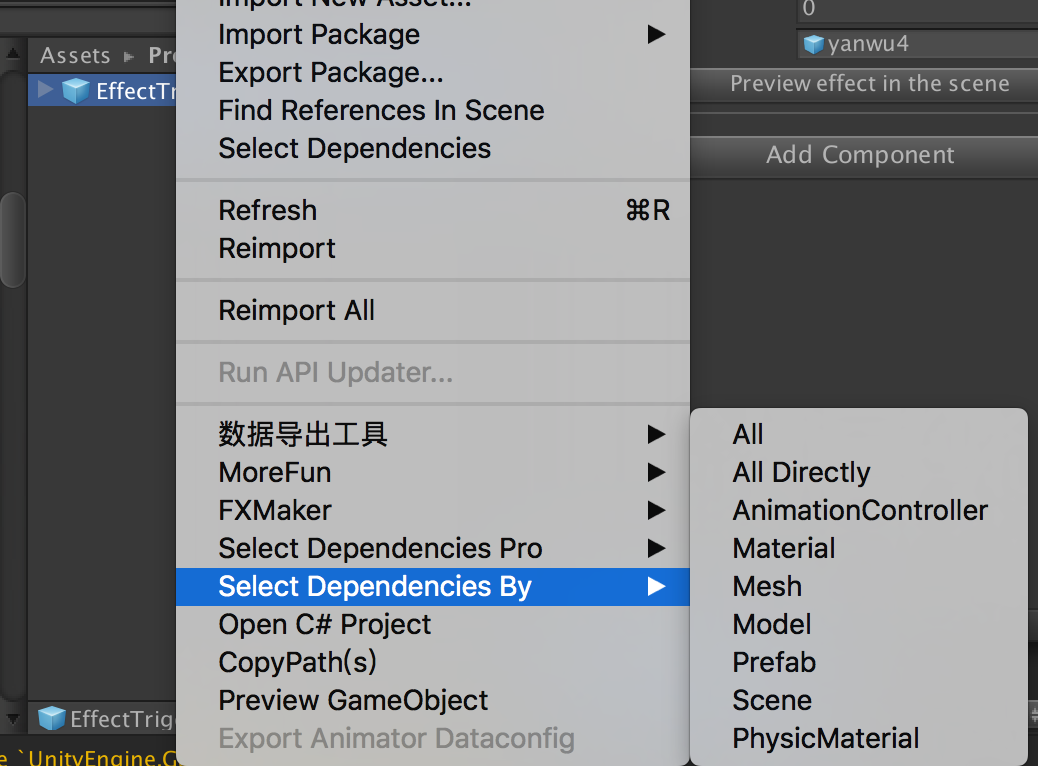 Import New Asset...
Import Package
Export Package...
Find References In Scene
Select Dependencies
Refresh ⌘R
Reimport
Reimport All
Run API Updater...
数据导出工具
MoreFun
FXMaker
Select Dependencies Pro
Select Dependencies By
Open C# Project
CopyPath(s)
Preview GameObject
Export Animator Dataconfig
All
All Directly
AnimationController
Material
Mesh
Model
Prefab
Scene
PhysicMaterial
Assets ▸ Pr
EffectTr
EffectTrig
e `UnityEngine.G
0
yanwu4
Preview effect in the scene
Add Component